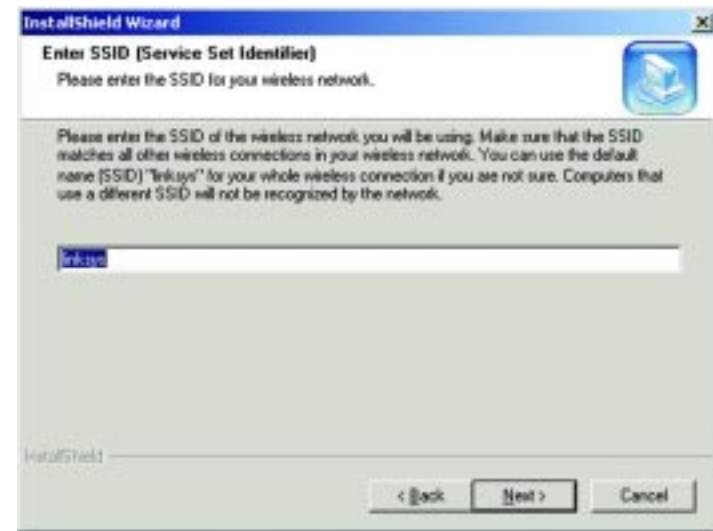 InstallShield Wizard
Enter SSID (Service Set Identifier)
Please enter the SSID for your wireless network.
Please enter the SSID of the wireless network you will be using. Make sure that the SSID
matches all other wireless connections in your wireless network. You can use the default
name (SSID) "linksys" for your whole wireless connection if you are not sure. Computers that
use a different SSID will not be recognized by the network.
linksys
InstallShield
< Back
Next >
Cancel